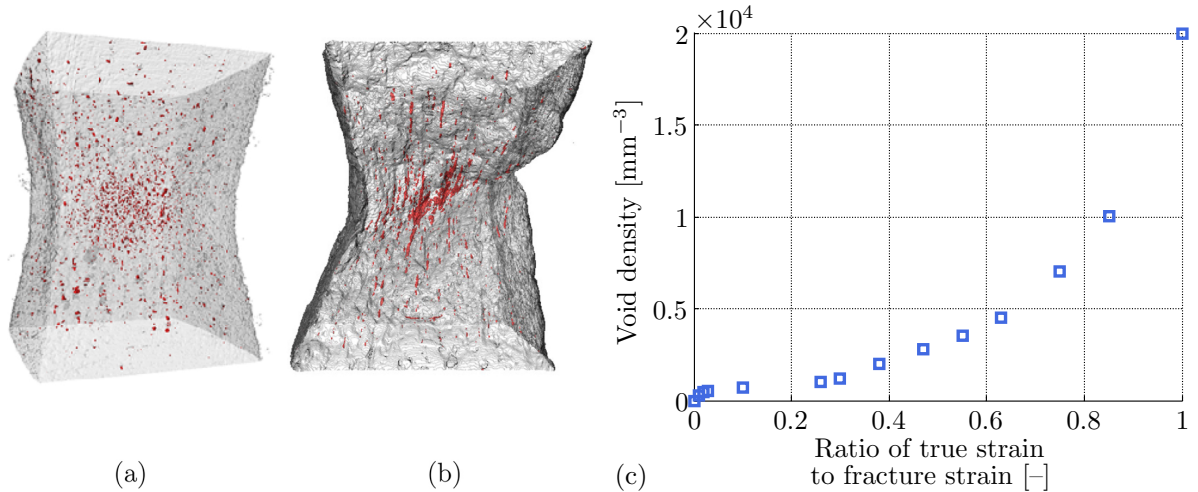 ×10⁴
2
1.5
1
0.5
0
0 0.2 0.4 0.6 0.8 1
Void density [mm⁻³]
Ratio of true strain
to fracture strain [–]
(a) (b) (c)